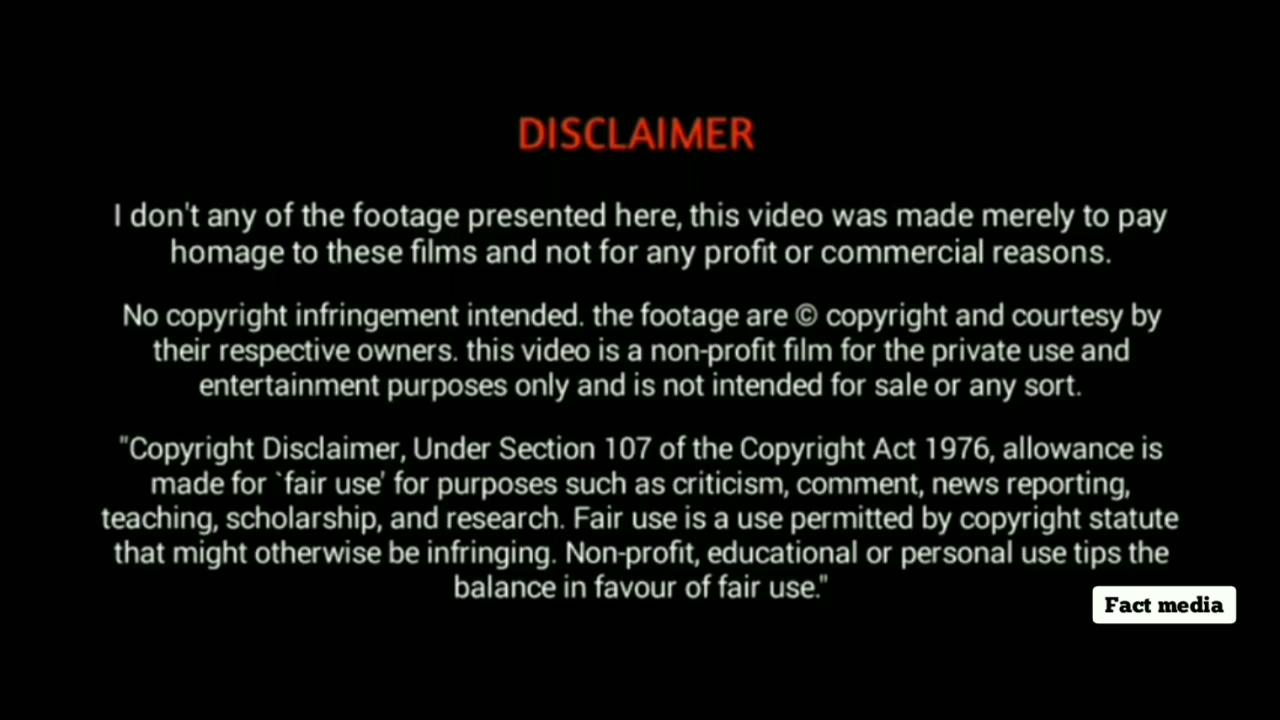 DISCLAIMER
I don't any of the footage presented here, this video was made merely to pay
homage to these films and not for any profit or commercial reasons.
No copyright infringement intended. the footage are © copyright and courtesy by
their respective owners. this video is a non-profit film for the private use and
entertainment purposes only and is not intended for sale or any sort.
"Copyright Disclaimer, Under Section 107 of the Copyright Act 1976, allowance is
made for `fair use' for purposes such as criticism, comment, news reporting,
teaching, scholarship, and research. Fair use is a use permitted by copyright statute
that might otherwise be infringing. Non-profit, educational or personal use tips the
balance in favour of fair use."
Fact media